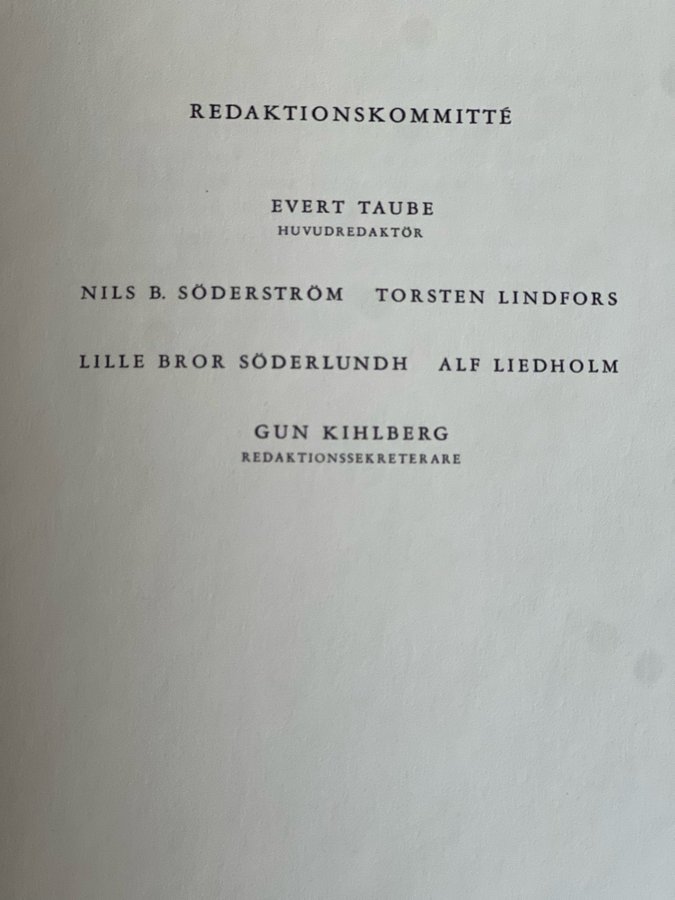 REDAKTIONSKOMMITTÉ
EVERT TAUBE
HUVUDREDAKTÖR
NILS B. SÖDERSTRÖM TORSTEN LINDFORS
LILLE BROR SÖDERLUNDH ALF LIEDHOLM
GUN KIHLBERG
REDAKTIONSSEKRETERARE